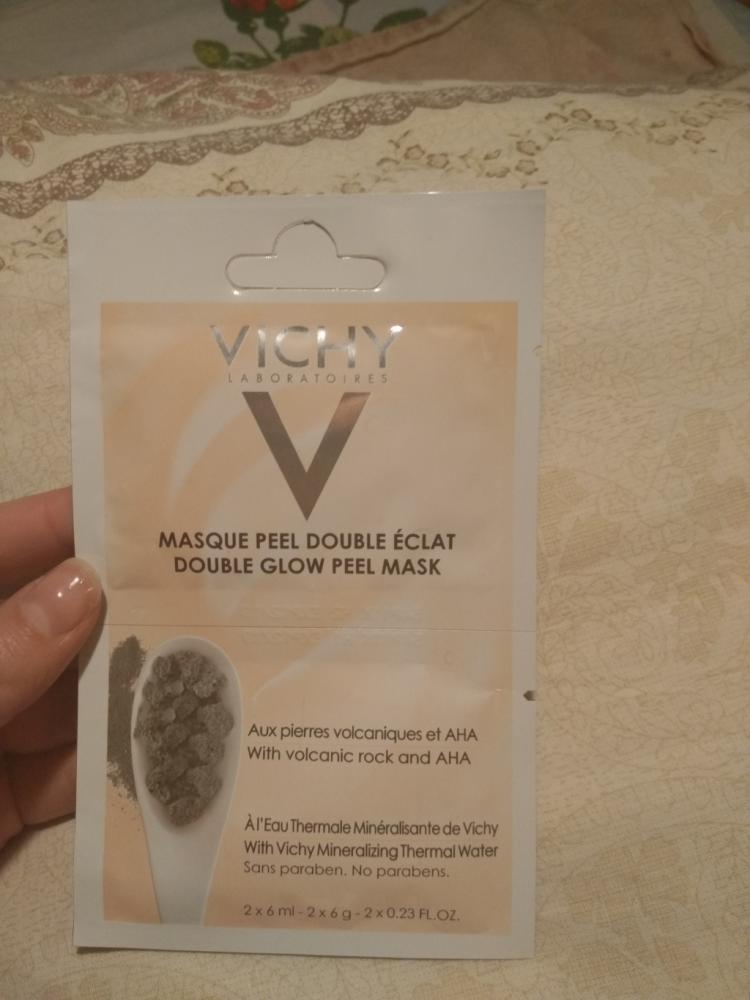 VICHY
LABORATOIRES
V
MASQUE PEEL DOUBLE ÉCLAT
DOUBLE GLOW PEEL MASK
Aux pierres volcaniques et AHA
With volcanic rock and AHA
À l'Eau Thermale Minéralisante de Vichy
With Vichy Mineralizing Thermal Water
Sans paraben. No parabens.
2 x 6 ml - 2 x 6 g - 2 x 0.23 FL.OZ.